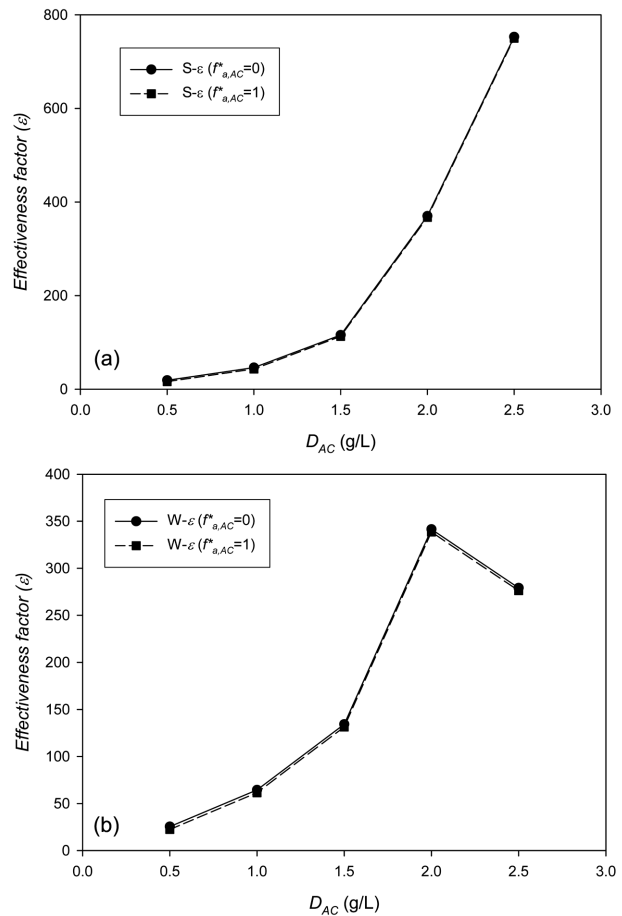 800
600
400
200
0
Effectiveness factor (ε)
S-ε (f*a,AC=0)
S-ε (f*a,AC=1)
(a)
0.0 0.5 1.0 1.5 2.0 2.5 3.0
DAC (g/L)
400
350
300
250
200
150
100
50
0
Effectiveness factor (ε)
W-ε (f*a,AC=0)
W-ε (f*a,AC=1)
(b)
0.0 0.5 1.0 1.5 2.0 2.5 3.0
DAC (g/L)